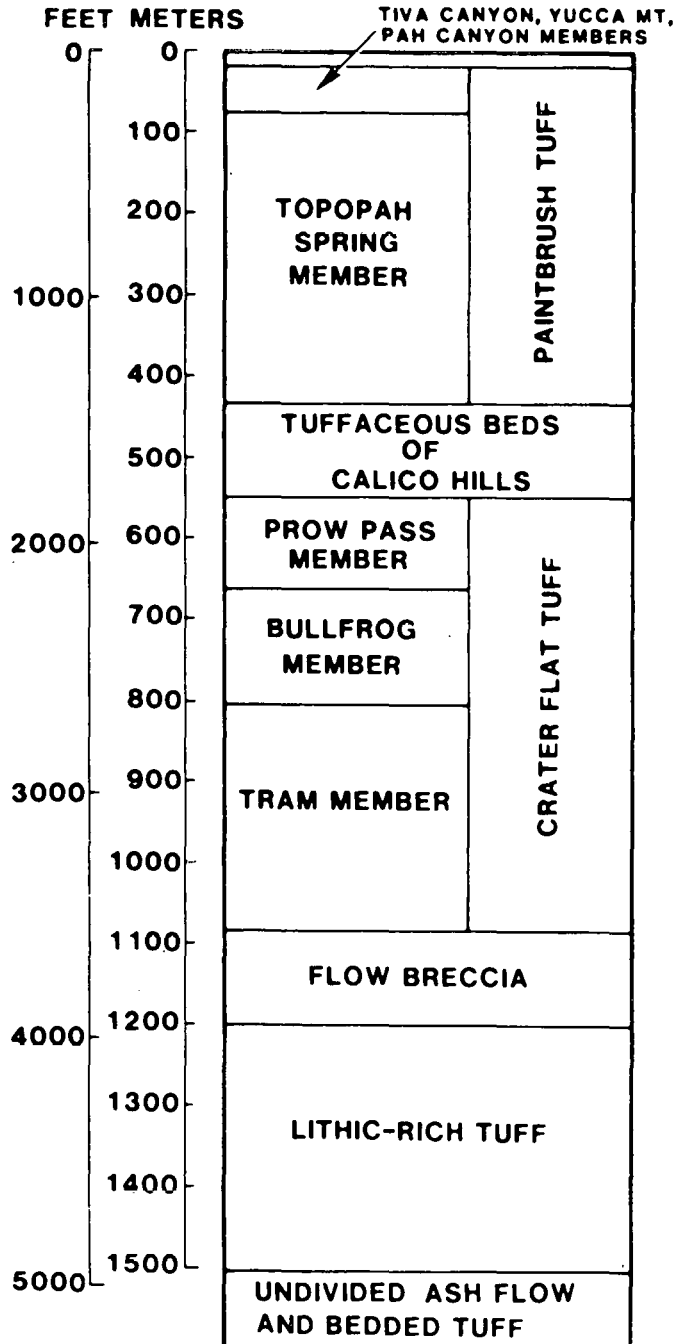 FEET METERS
TIVA CANYON, YUCCA MT,
PAH CANYON MEMBERS
0
0
100
200
1000
300
400
500
2000
600
700
800
3000
900
1000
1100
4000
1200
1300
1400
1500
5000
TOPOPAH
SPRING
MEMBER
PAINTBRUSH TUFF
TUFFACEOUS BEDS
OF
CALICO HILLS
PROW PASS
MEMBER
BULLFROG
MEMBER
TRAM MEMBER
CRATER FLAT TUFF
FLOW BRECCIA
LITHIC-RICH TUFF
UNDIVIDED ASH FLOW
AND BEDDED TUFF